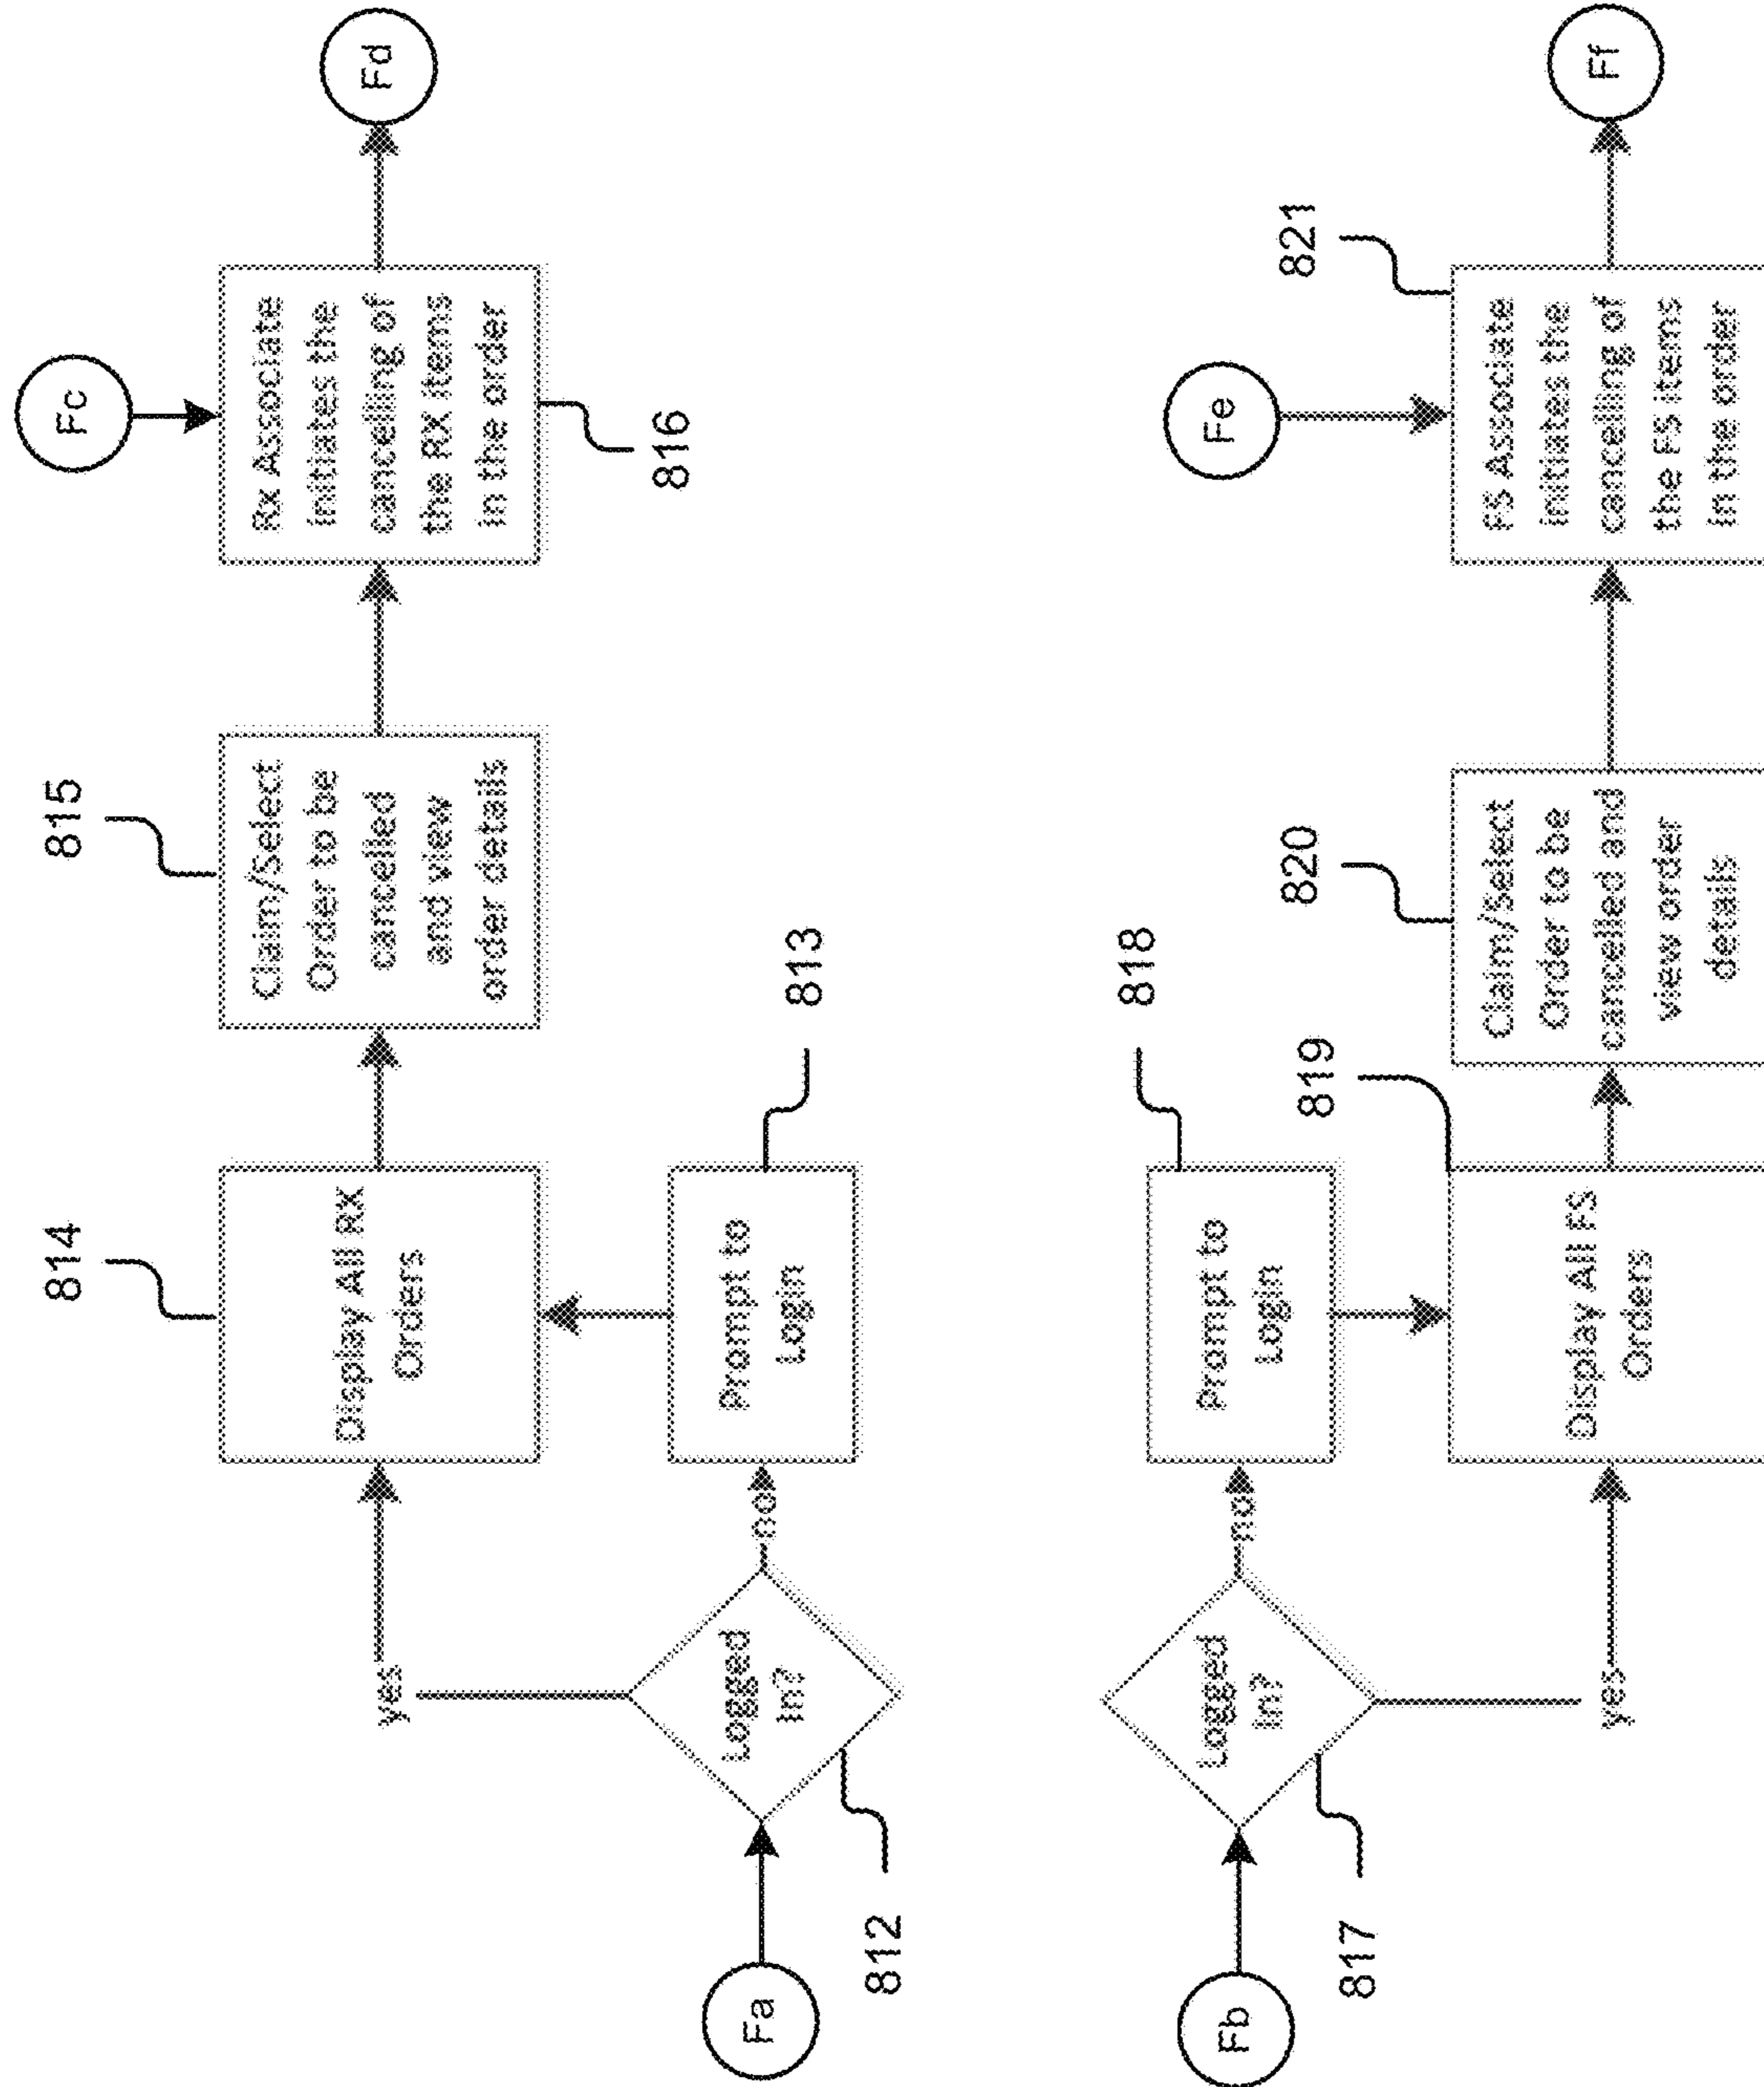 Fa
812
Logged
In?
yes
no
813
Prompt to
Login
814
Display All RX
Orders
815
Claim/Select
Order to be
cancelled
and view
order details
Fc
Rx Associate
initiates the
cancelling of
the RX items
in the order
816
Fd
Fb
817
Logged
In?
no
yes
818
Prompt to
Login
819
Display All FS
Orders
820
Claim/Select
Order to be
cancelled and
view order
details
Fe
821
FS Associate
initiates the
cancelling of
the FS items
in the order
Ff